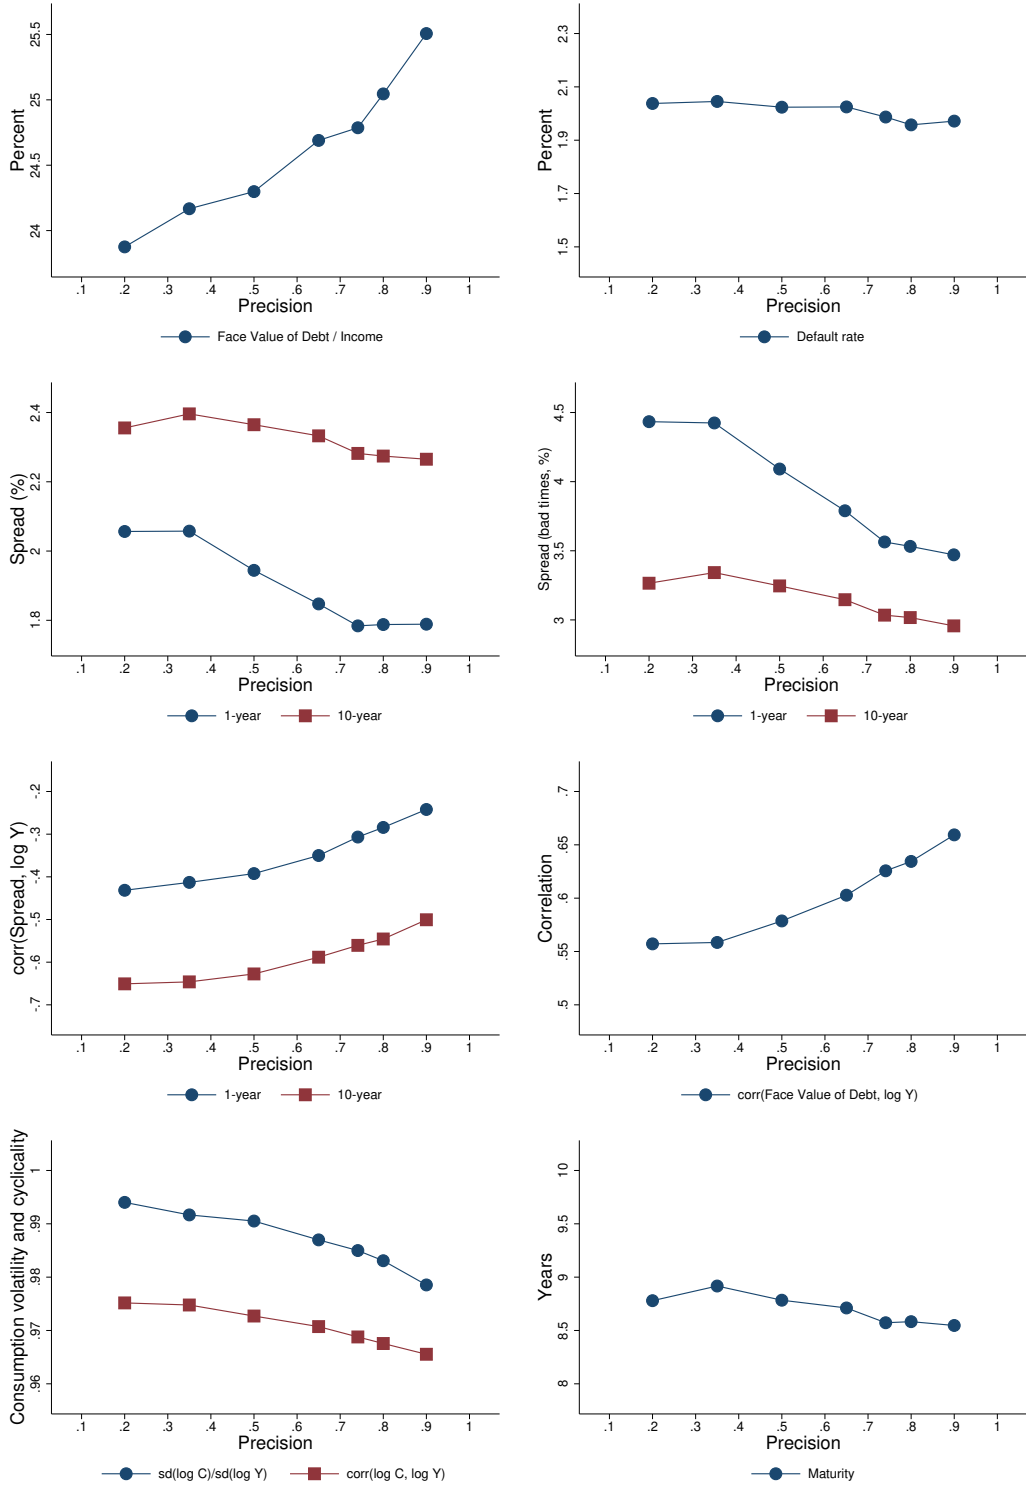 Percent
25.5
25
24.5
24
.1 .2 .3 .4 .5 .6 .7 .8 .9 1
Precision
Face Value of Debt / Income
Percent
2.3
2.1
1.9
1.7
1.5
.1 .2 .3 .4 .5 .6 .7 .8 .9 1
Precision
Default rate
Spread (%)
2.4
2.2
2
1.8
.1 .2 .3 .4 .5 .6 .7 .8 .9 1
Precision
1-year 10-year
Spread (bad times, %)
4.5
4
3.5
3
.1 .2 .3 .4 .5 .6 .7 .8 .9 1
Precision
1-year 10-year
corr(Spread, log Y)
-.2
-.3
-.4
-.5
-.6
-.7
.1 .2 .3 .4 .5 .6 .7 .8 .9 1
Precision
1-year 10-year
Correlation
.7
.65
.6
.55
.5
.1 .2 .3 .4 .5 .6 .7 .8 .9 1
Precision
corr(Face Value of Debt, log Y)
Consumption volatility and cyclicality
1
.99
.98
.97
.96
.1 .2 .3 .4 .5 .6 .7 .8 .9 1
Precision
sd(log C)/sd(log Y) corr(log C, log Y)
Years
10
9.5
9
8.5
8
.1 .2 .3 .4 .5 .6 .7 .8 .9 1
Precision
Maturity